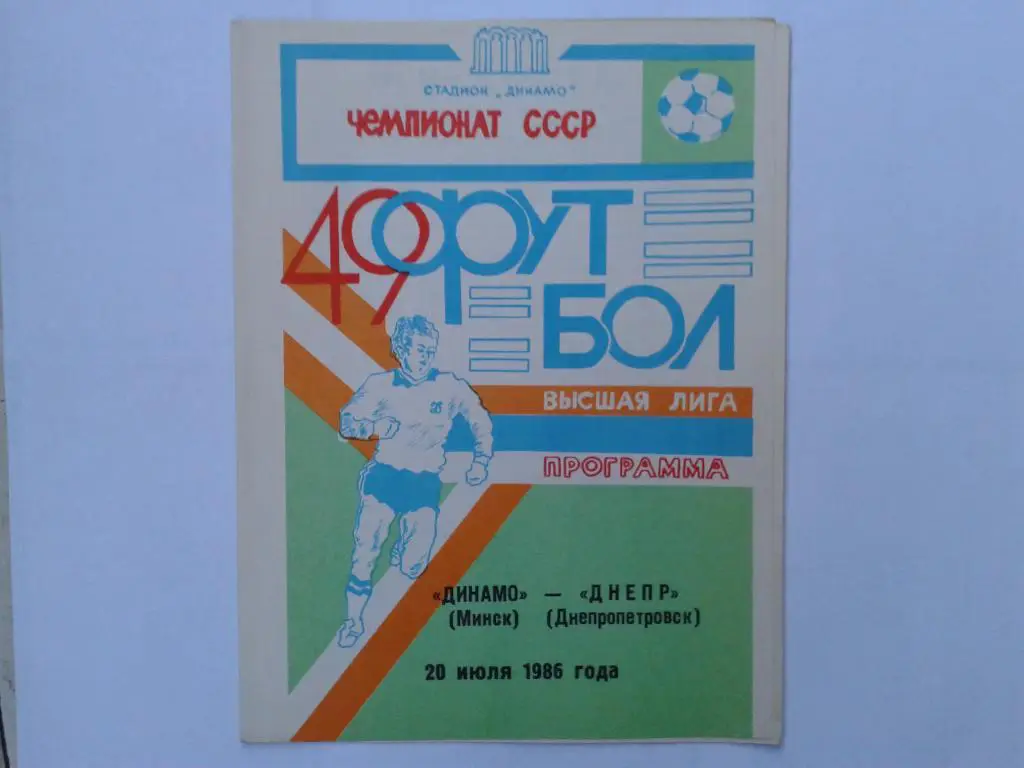 СТАДИОН „ДИНАМО"
ЧЕМПИОНАТ СССР
49 ФУТ
БОЛ
ВЫСШАЯ ЛИГА
ПРОГРАММА
«ДИНАМО» — «ДНЕПР»
(Минск) (Днепропетровск)
20 июля 1986 года